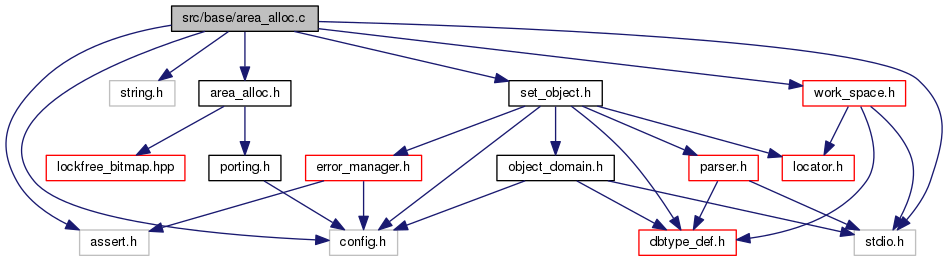 src/base/area_alloc.c
string.h
area_alloc.h
set_object.h
work_space.h
lockfree_bitmap.hpp
porting.h
error_manager.h
object_domain.h
parser.h
locator.h
assert.h
config.h
dbtype_def.h
stdio.h